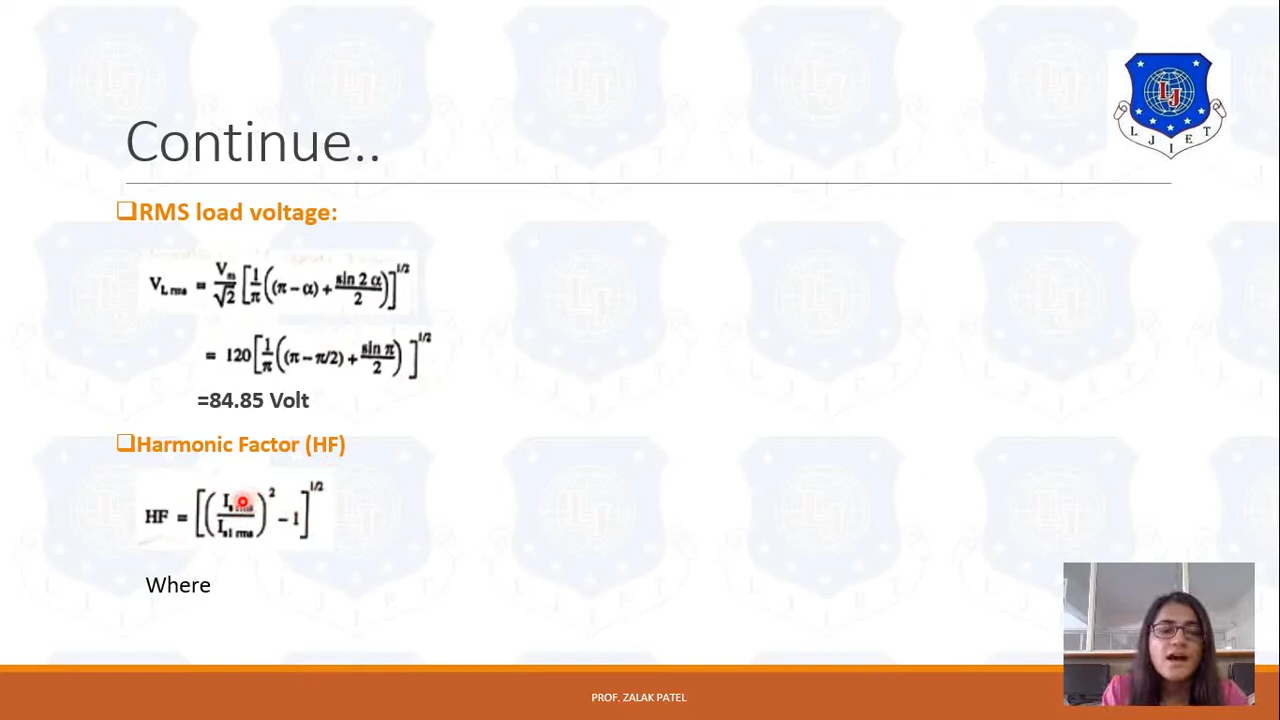 Continue..
❑RMS load voltage:
V_L rms = V_m/√2 [1/π((π − α) + sin 2 α/2)]^1/2
= 120[1/π((π − π/2) + sin π/2)]^1/2
=84.85 Volt
❑Harmonic Factor (HF)
HF = [(I_s rms/I_s1 rms)^2 − 1]^1/2
Where
PROF. ZALAK PATEL
LJ
L J I E T